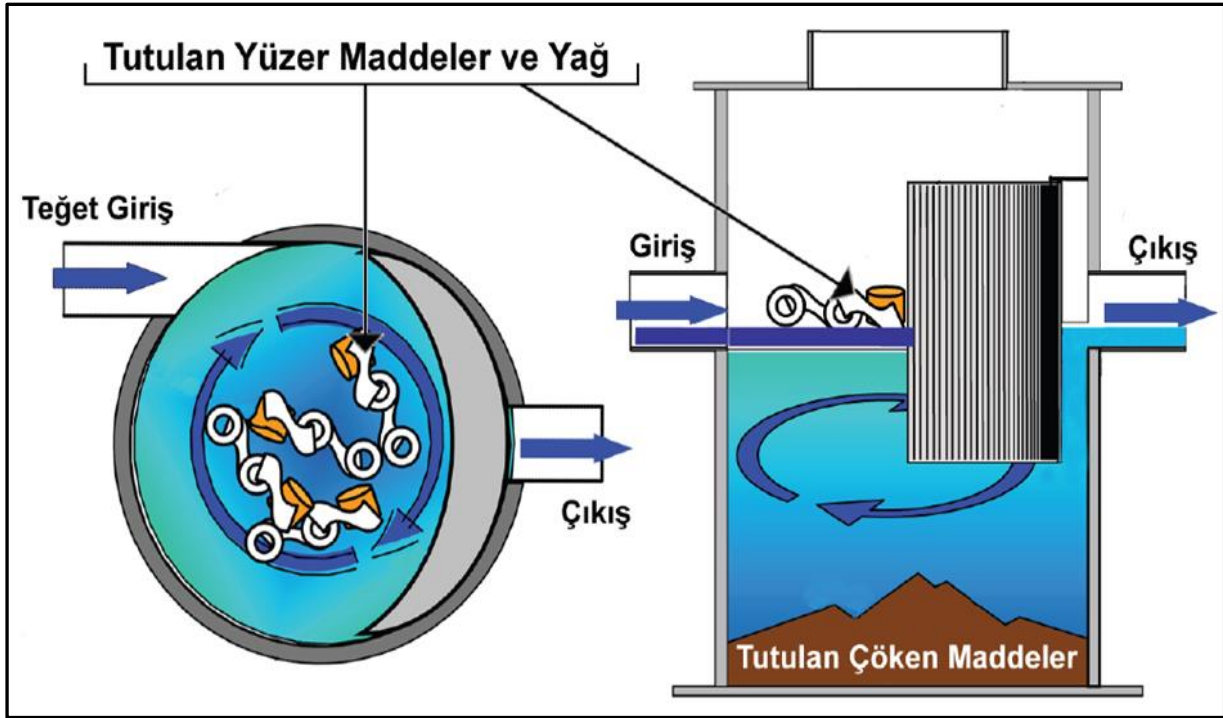 Tutulan Yüzer Maddeler ve Yağ
Teğet Giriş
Çıkış
Giriş
Çıkış
Tutulan Çöken Maddeler